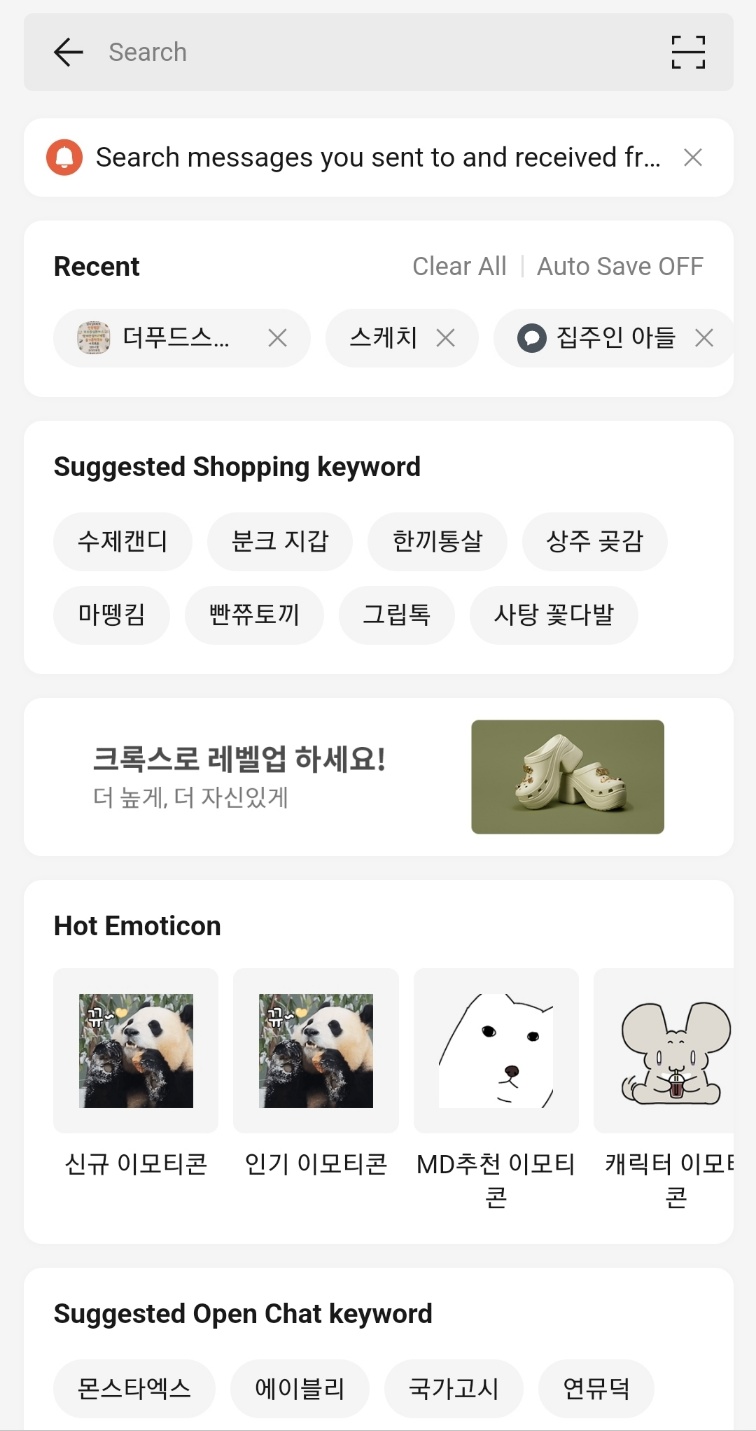 Search
Search messages you sent to and received fr...
Recent
Clear All | Auto Save OFF
더푸드스...
스케치
집주인 아들
Suggested Shopping keyword
수제캔디
분크 지갑
한끼통살
상주 곶감
마뗑킴
빤쮸토끼
그립톡
사탕 꽃다발
크록스로 레벨업 하세요!
더 높게, 더 자신있게
Hot Emoticon
뀨~
뀨~
신규 이모티콘
인기 이모티콘
MD추천 이모티
콘
캐릭터 이모티
콘
Suggested Open Chat keyword
몬스타엑스
에이블리
국가고시
연뮤덕